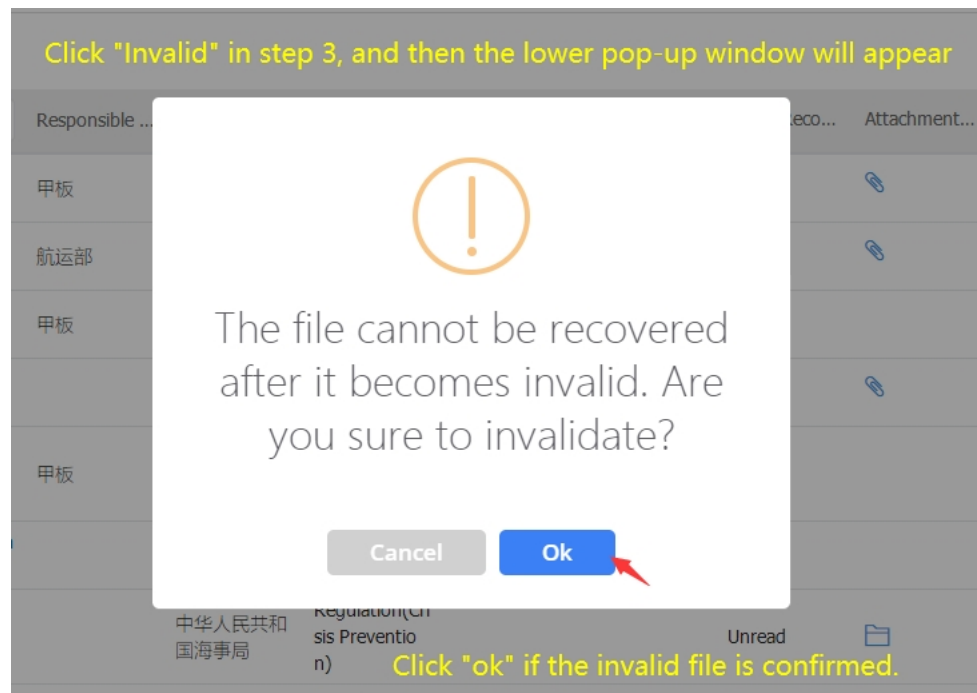 Click "Invalid" in step 3, and then the lower pop-up window will appear
Responsible ...
Reco...
Attachment...
甲板
航运部
甲板
The file cannot be recovered
after it becomes invalid. Are
you sure to invalidate?
甲板
Cancel
Ok
中华人民共和
国海事局
Regulation(Cri
sis Preventio
n)
Unread
Click "ok" if the invalid file is confirmed.